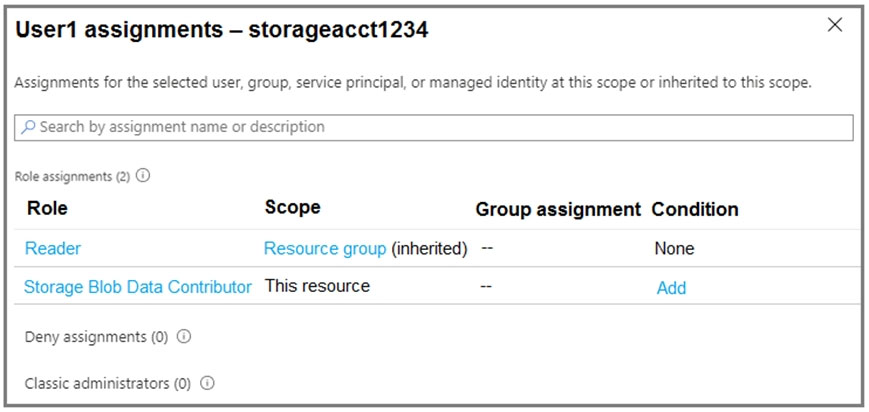 User1 assignments – storageacct1234
Assignments for the selected user, group, service principal, or managed identity at this scope or inherited to this scope.
Search by assignment name or description
Role assignments (2)
Role Scope Group assignment Condition
Reader Resource group (inherited) -- None
Storage Blob Data Contributor This resource -- Add
Deny assignments (0)
Classic administrators (0)